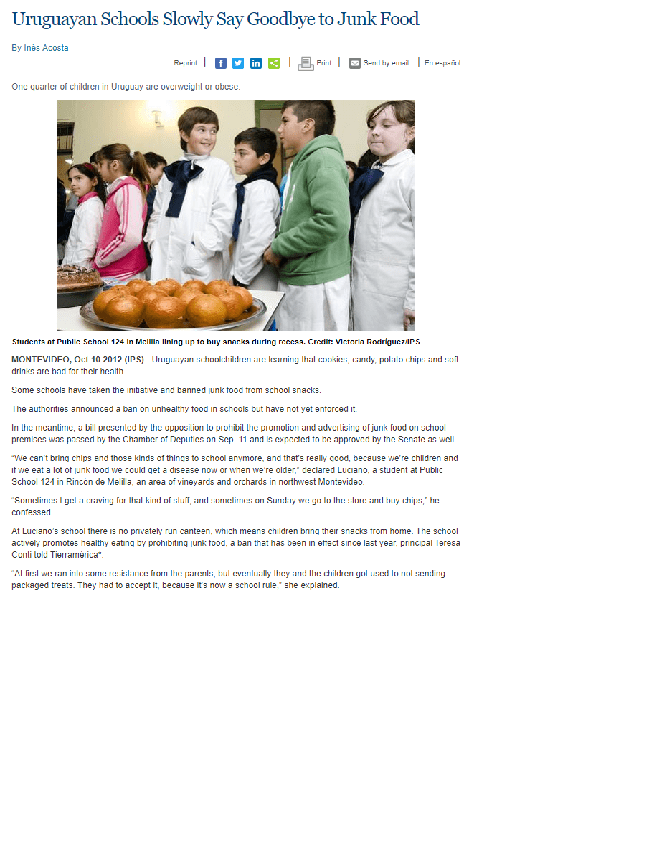 Uruguayan Schools Slowly Say Goodbye to Junk Food
By Inés Acosta
Reprint | | Print | Send by email | En español
One quarter of children in Uruguay are overweight or obese.
Students at Public School 124 in Melilla lining up to buy snacks during recess. Credit: Victoria Rodríguez/IPS
MONTEVIDEO, Oct 10 2012 (IPS) - Uruguayan schoolchildren are learning that cookies, candy, potato chips and soft
drinks are bad for their health.
Some schools have taken the initiative and banned junk food from school snacks.
The authorities announced a ban on unhealthy food in schools but have not yet enforced it.
In the meantime, a bill presented by the opposition to prohibit the promotion and advertising of junk food on school
premises was passed by the Chamber of Deputies on Sep. 11 and is expected to be approved by the Senate as well.
“We can’t bring chips and those kinds of things to school anymore, and that’s really good, because we’re children and
if we eat a lot of junk food we could get a disease now or when we’re older,” declared Luciano, a student at Public
School 124 in Rincón de Melilla, an area of vineyards and orchards in northwest Montevideo.
“Sometimes I get a craving for that kind of stuff, and sometimes on Sunday we go to the store and buy chips,” he
confessed.
At Luciano’s school there is no privately run canteen, which means children bring their snacks from home. The school
actively promotes healthy eating by prohibiting junk food, a ban that has been in effect since last year, principal Teresa
Conti told Tierramérica*.
“At first we ran into some resistance from the parents, but eventually they and the children got used to not sending
packaged treats. They had to accept it, because it’s now a school rule,” she explained.